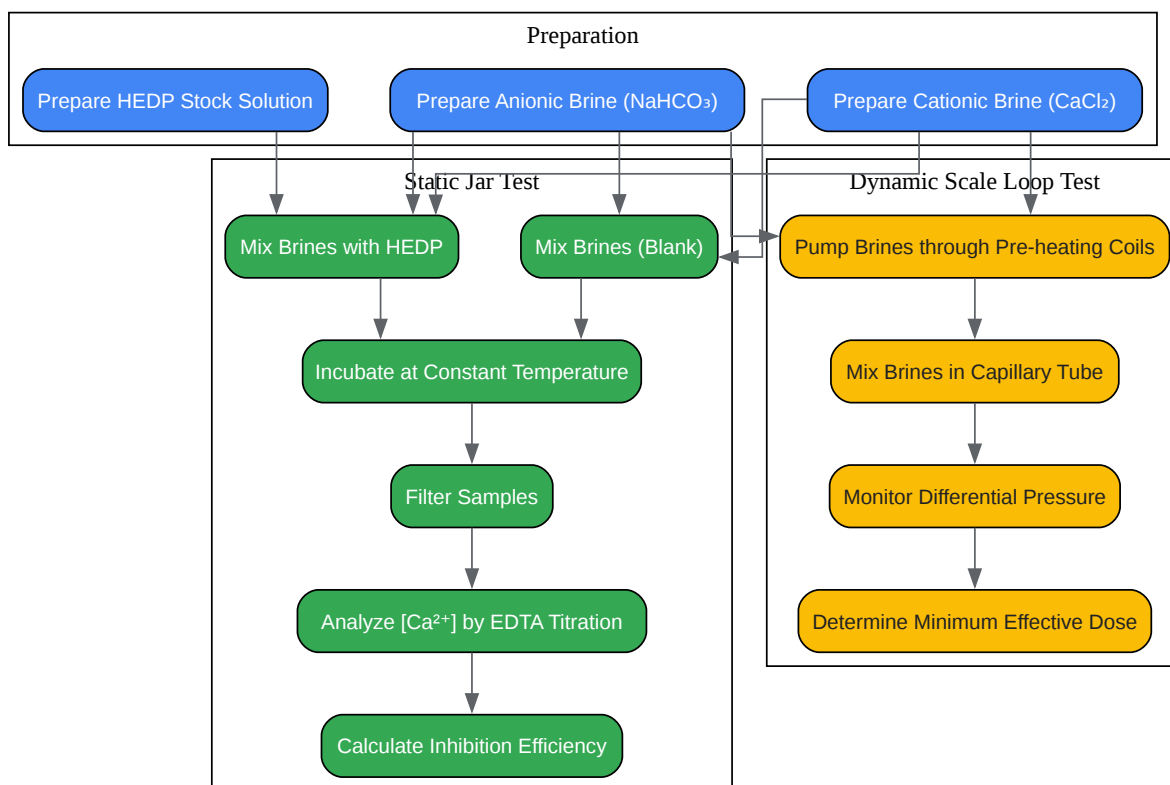 Preparation
Prepare HEDP Stock Solution
Prepare Anionic Brine (NaHCO₃)
Prepare Cationic Brine (CaCl₂)
Static Jar Test
Dynamic Scale Loop Test
Mix Brines with HEDP
Mix Brines (Blank)
Pump Brines through Pre-heating Coils
Incubate at Constant Temperature
Mix Brines in Capillary Tube
Filter Samples
Monitor Differential Pressure
Analyze [Ca²⁺] by EDTA Titration
Determine Minimum Effective Dose
Calculate Inhibition Efficiency